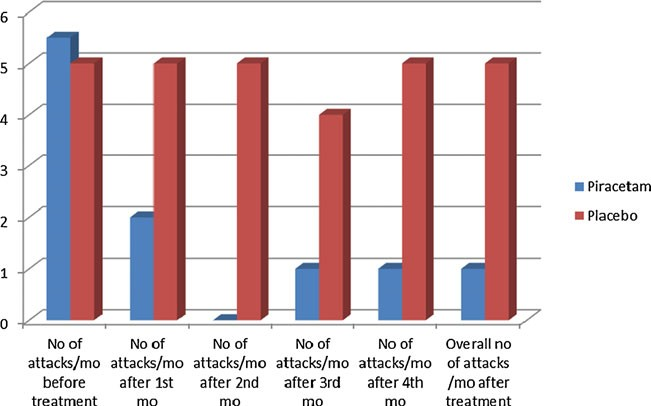 6
5
4
3
2
1
0
No of
attacks/mo
before
treatment
No of
attacks/mo
after 1st
mo
No of
attacks/mo
after 2nd
mo
No of
attacks/mo
after 3rd
mo
No of
attacks/mo
after 4th
mo
Overall no
of attacks
/mo after
treatment
Piracetam
Placebo